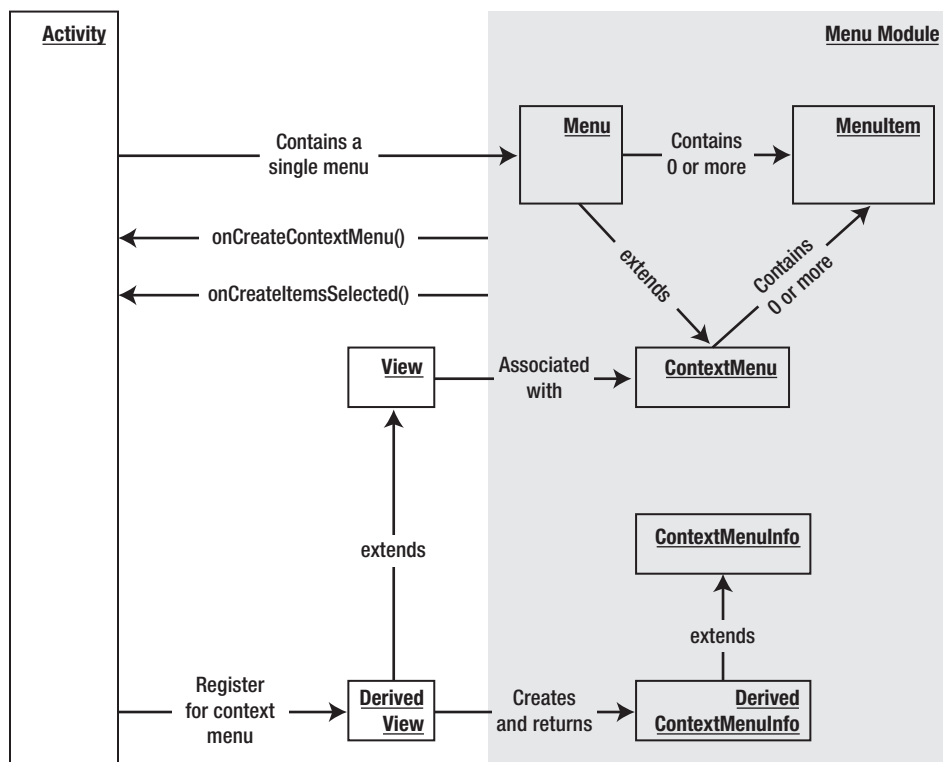 Activity
Menu Module
Menu
MenuItem
Contains a
single menu
Contains
0 or more
onCreateContextMenu()
onCreateItemsSelected()
extends
Contains
0 or more
View
Associated
with
ContextMenu
extends
ContextMenuInfo
extends
Register
for context
menu
Derived
View
Creates
and returns
Derived
ContextMenuInfo